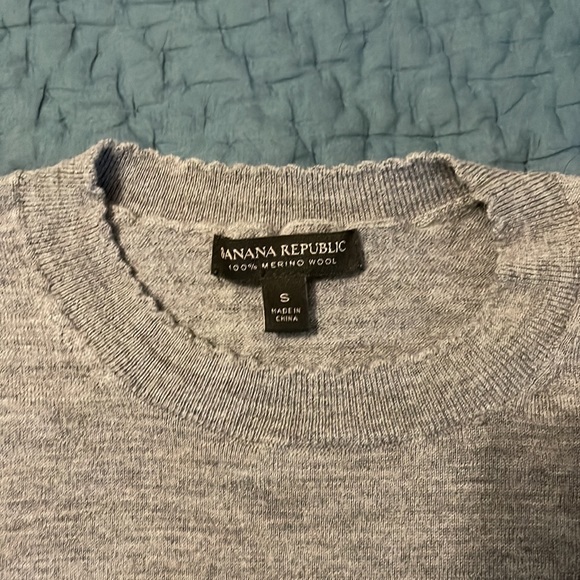 BANANA REPUBLIC
100% MERINO WOOL
S
MADE IN
CHINA